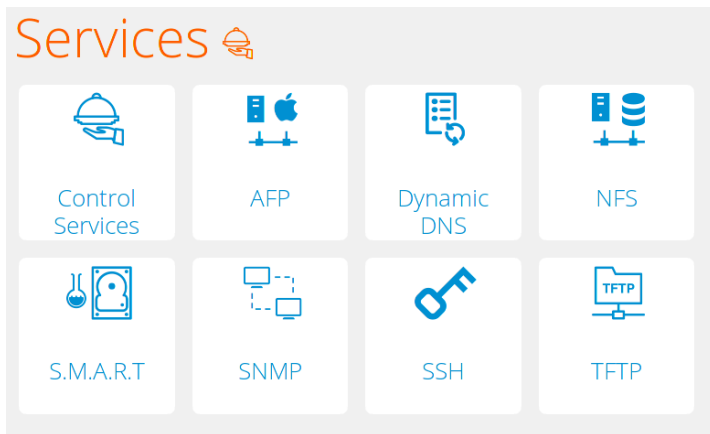 Services
Control
Services
AFP
Dynamic
DNS
NFS
S.M.A.R.T
SNMP
SSH
TFTP
TFTP